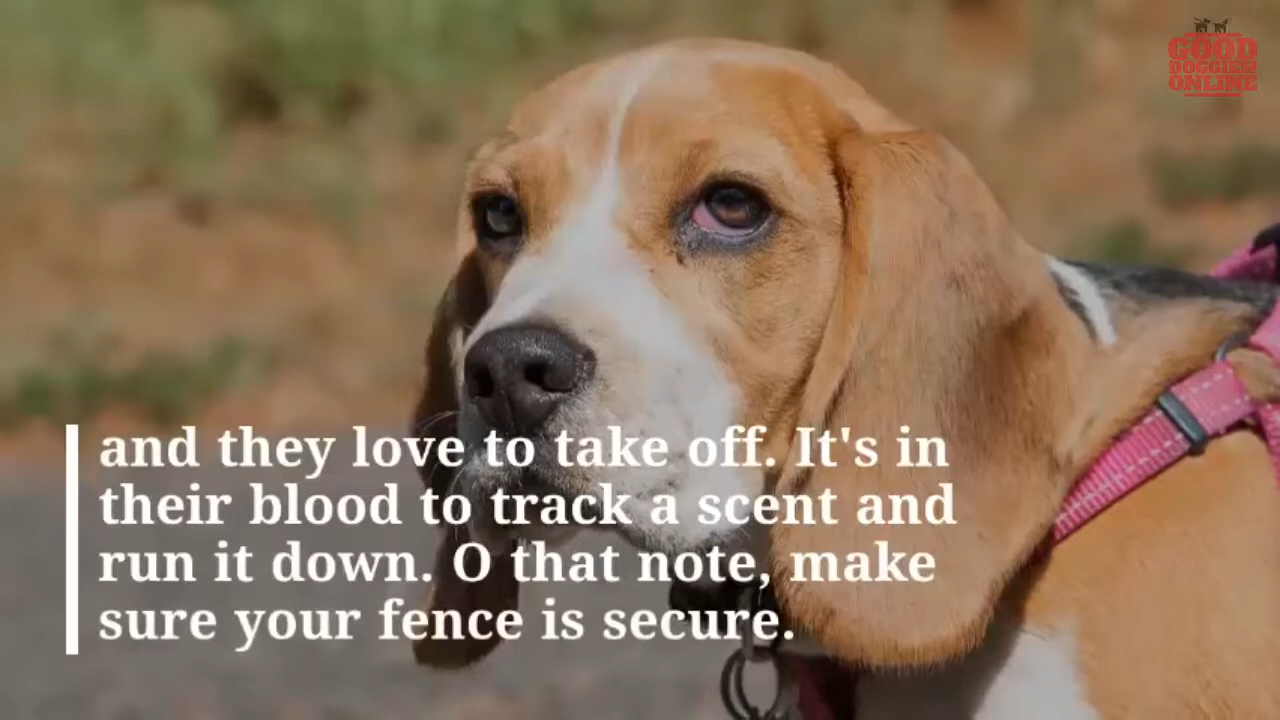 GOOD
DOGGIES
ONLINE
and they love to take off. It's in
their blood to track a scent and
run it down. O that note, make
sure your fence is secure.